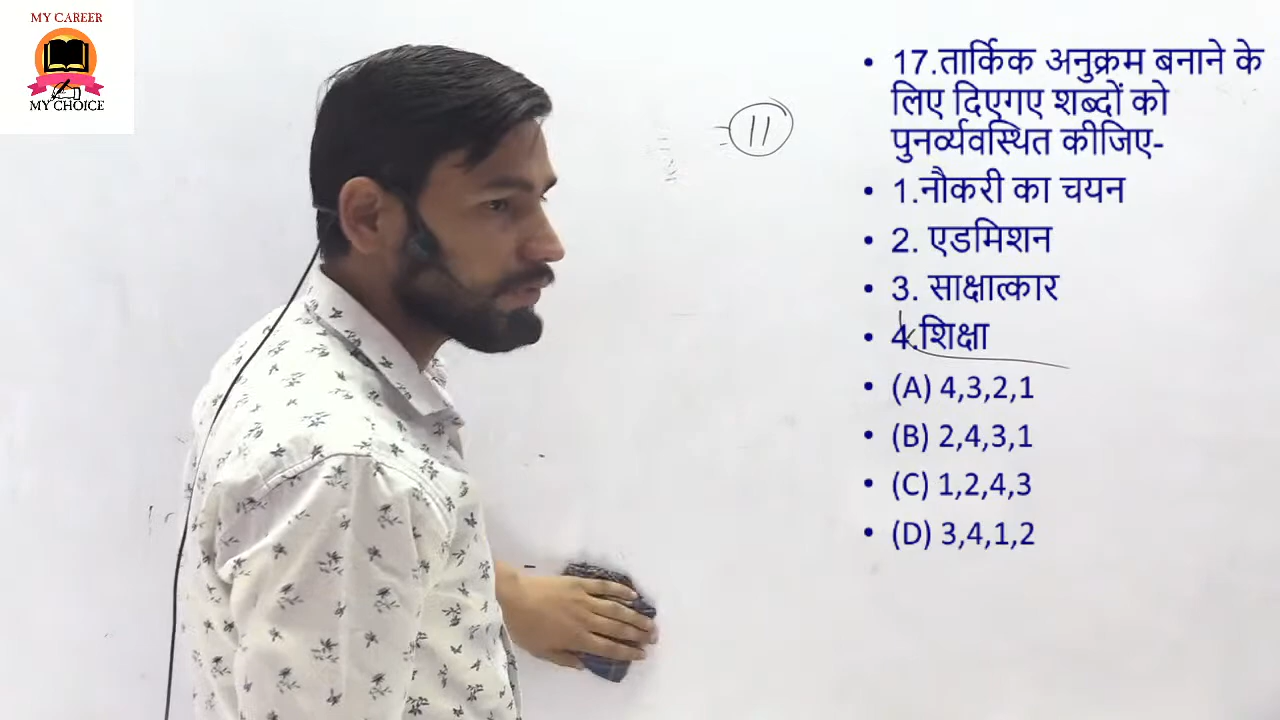 MY CAREER
MY CHOICE
11
17.तार्किक अनुक्रम बनाने के
लिए दिएगए शब्दों को
पुनर्व्यवस्थित कीजिए-
1.नौकरी का चयन
2. एडमिशन
3. साक्षात्कार
4.शिक्षा
(A) 4,3,2,1
(B) 2,4,3,1
(C) 1,2,4,3
(D) 3,4,1,2